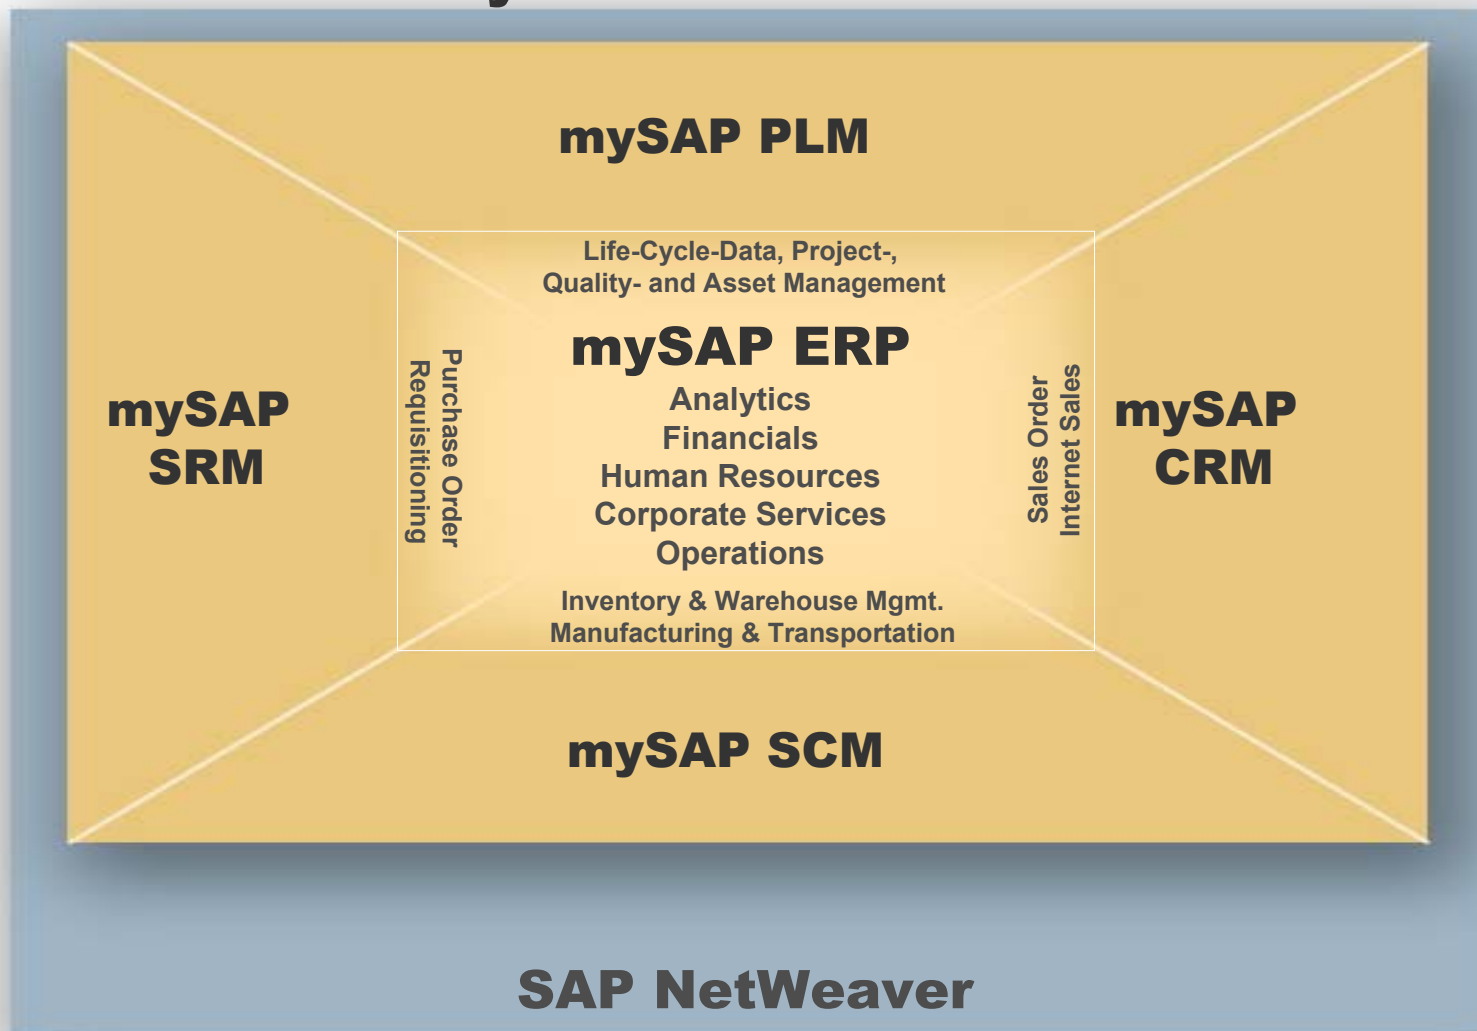 mySAP PLM
Life-Cycle-Data, Project-,
Quality- and Asset Management
mySAP ERP
Analytics
Financials
Human Resources
Corporate Services
Operations
Inventory & Warehouse Mgmt.
Manufacturing & Transportation
mySAP
SRM
Purchase Order
Requisitioning
Sales Order
Internet Sales
mySAP
CRM
mySAP SCM
SAP NetWeaver